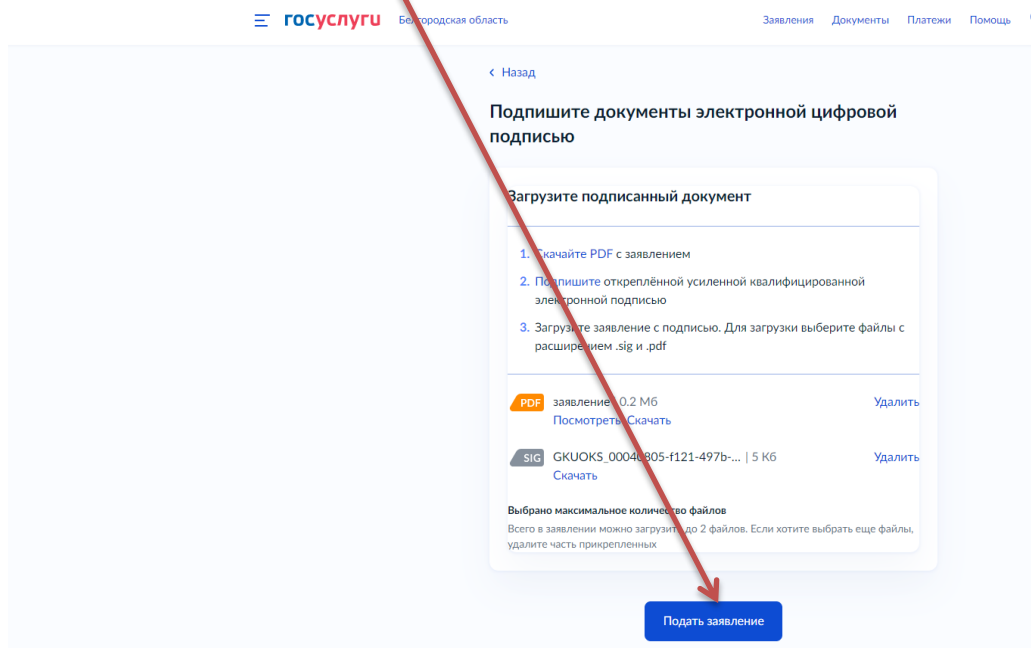 госуслуги Белгородская область Заявления Документы Платежи Помощь
‹ Назад
Подпишите документы электронной цифровой
подписью
Загрузите подписанный документ
1. Скачайте PDF с заявлением
2. Подпишите откреплённой усиленной квалифицированной
электронной подписью
3. Загрузите заявление с подписью. Для загрузки выберите файлы с
расширением .sig и .pdf
PDF заявление 0.2 Мб Удалить
Посмотреть Скачать
SIG GKUOKS_00040805-f121-497b-... | 5 Кб Удалить
Скачать
Выбрано максимальное количество файлов
Всего в заявлении можно загрузить до 2 файлов. Если хотите выбрать еще файлы,
удалите часть прикрепленных
Подать заявление